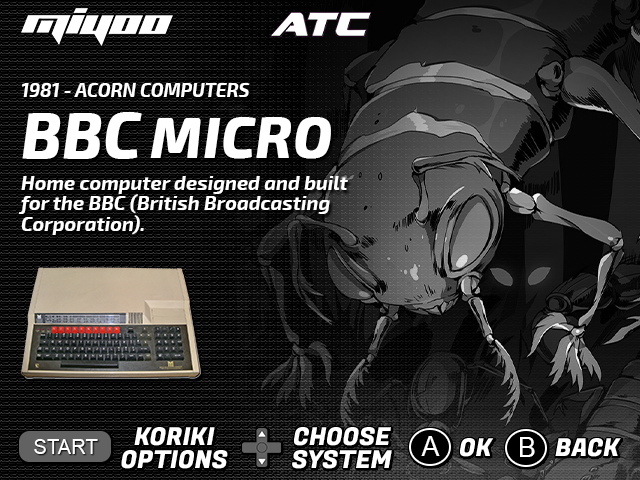 miyoo
ATC
1981 - ACORN COMPUTERS
BBC MICRO
Home computer designed and built
for the BBC (British Broadcasting
Corporation).
START
KORIKI
OPTIONS
CHOOSE
SYSTEM
A
OK
B
BACK